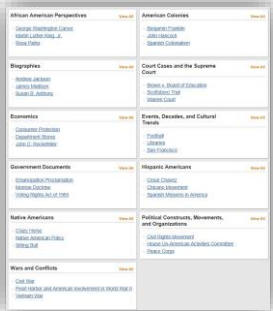 African American Perspectives View All
George Washington Carver
Martin Luther King, Jr.
Rosa Parks
American Colonies View All
Benjamin Franklin
John Hancock
Spanish Colonialism
Biographies View All
Andrew Jackson
James Madison
Susan B. Anthony
Court Cases and the Supreme Court View All
Brown v. Board of Education
Scottsboro Trial
Warren Court
Economics View All
Consumer Protection
Department Stores
John D. Rockefeller
Events, Decades, and Cultural Trends View All
Football
Libraries
San Francisco
Government Documents View All
Emancipation Proclamation
Monroe Doctrine
Voting Rights Act of 1965
Hispanic Americans View All
Cesar Chavez
Chicano Movement
Spanish Missions in America
Native Americans View All
Crazy Horse
Native American Policy
Sitting Bull
Political Constructs, Movements, and Organizations View All
Civil Rights Movement
House Un-American Activities Committee
Peace Corps
Wars and Conflicts View All
Civil War
Pearl Harbor and American Involvement in World War II
Vietnam War